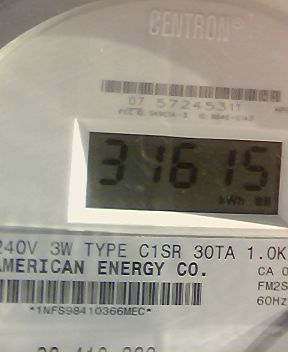 CENTRON
07 57245311
31615
kWh
240V 3W TYPE C1SR 30TA 1.0K
AMERICAN ENERGY CO.
CA 0
FM2S
60Hz
*1NFS98410366MEC*